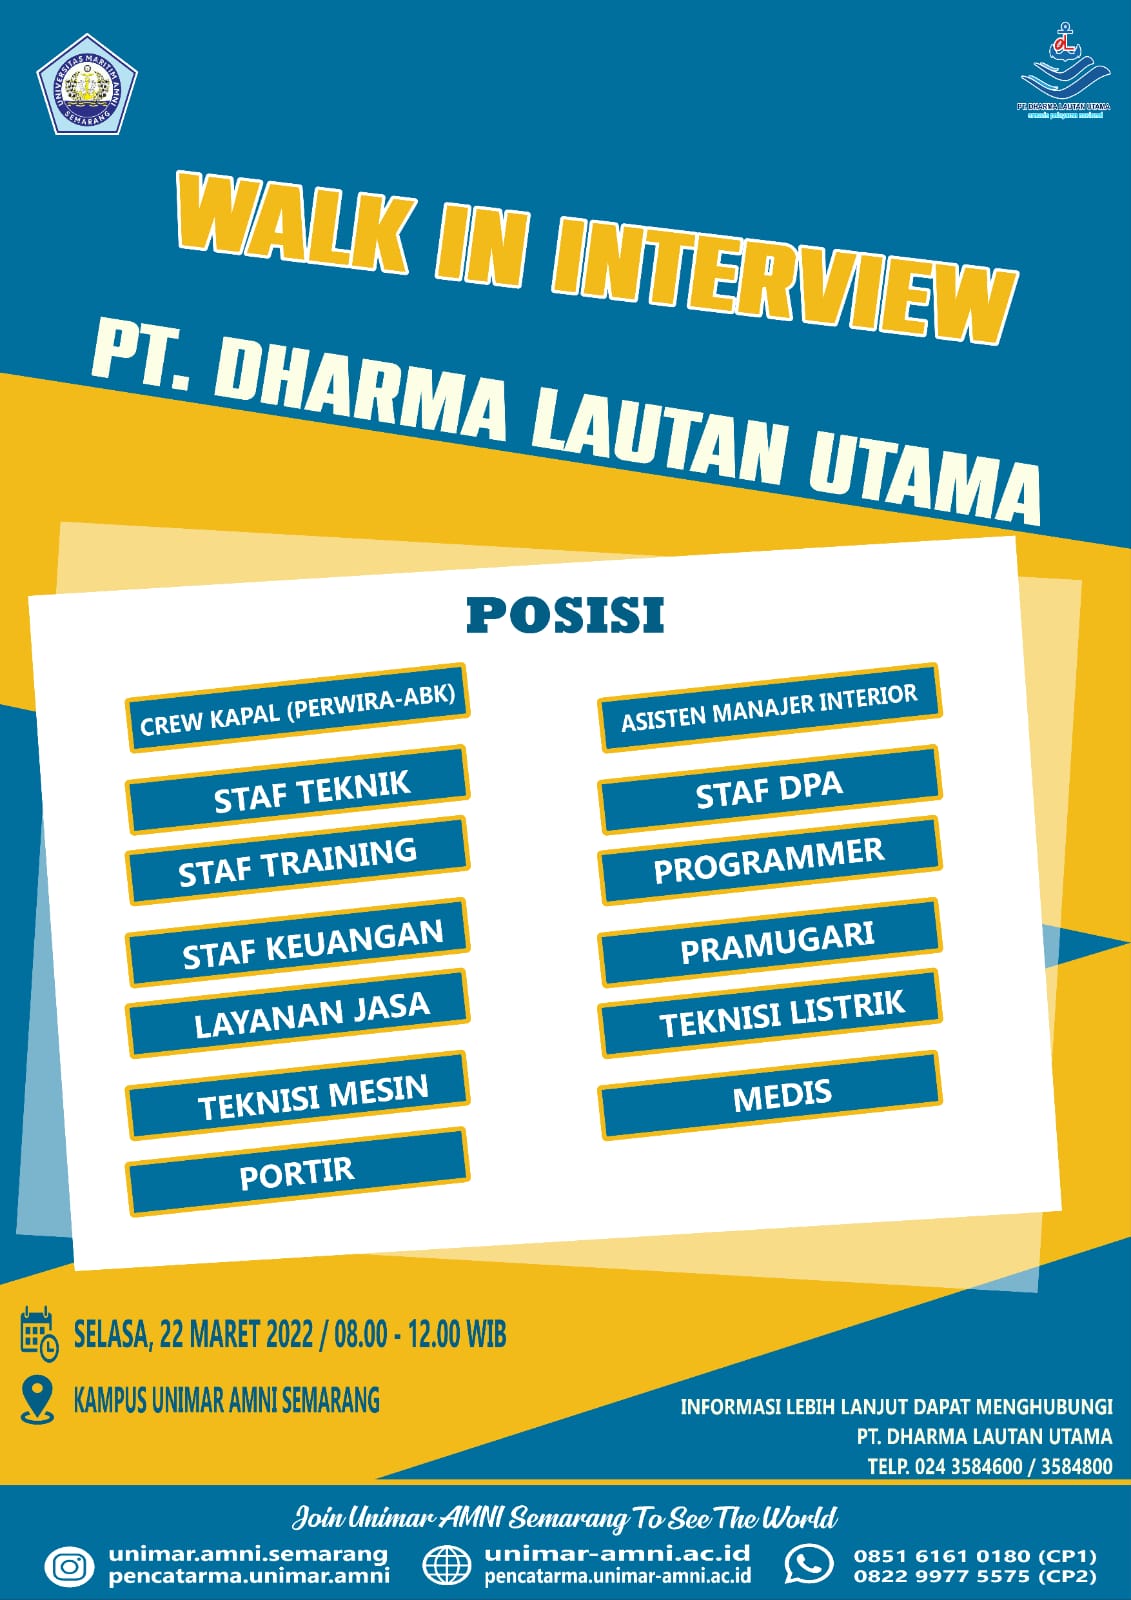 UNIVERSITAS MARITIM AMNI
SEMARANG
PT. DHARMA LAUTAN UTAMA
WALK IN INTERVIEW
PT. DHARMA LAUTAN UTAMA
POSISI
CREW KAPAL (PERWIRA-ABK)
STAF TEKNIK
STAF TRAINING
STAF KEUANGAN
LAYANAN JASA
TEKNISI MESIN
PORTIR
ASISTEN MANAJER INTERIOR
STAF DPA
PROGRAMMER
PRAMUGARI
TEKNISI LISTRIK
MEDIS
SELASA, 22 MARET 2022 / 08.00 - 12.00 WIB
KAMPUS UNIMAR AMNI SEMARANG
INFORMASI LEBIH LANJUT DAPAT MENGHUBUNGI
PT. DHARMA LAUTAN UTAMA
TELP. 024 3584600 / 3584800
Join Unimar AMNI Semarang To See The World
unimar.amni.semarang
pencatarma.unimar.amni
unimar-amni.ac.id
pencatarma.unimar-amni.ac.id
0851 6161 0180 (CP1)
0822 9977 5575 (CP2)